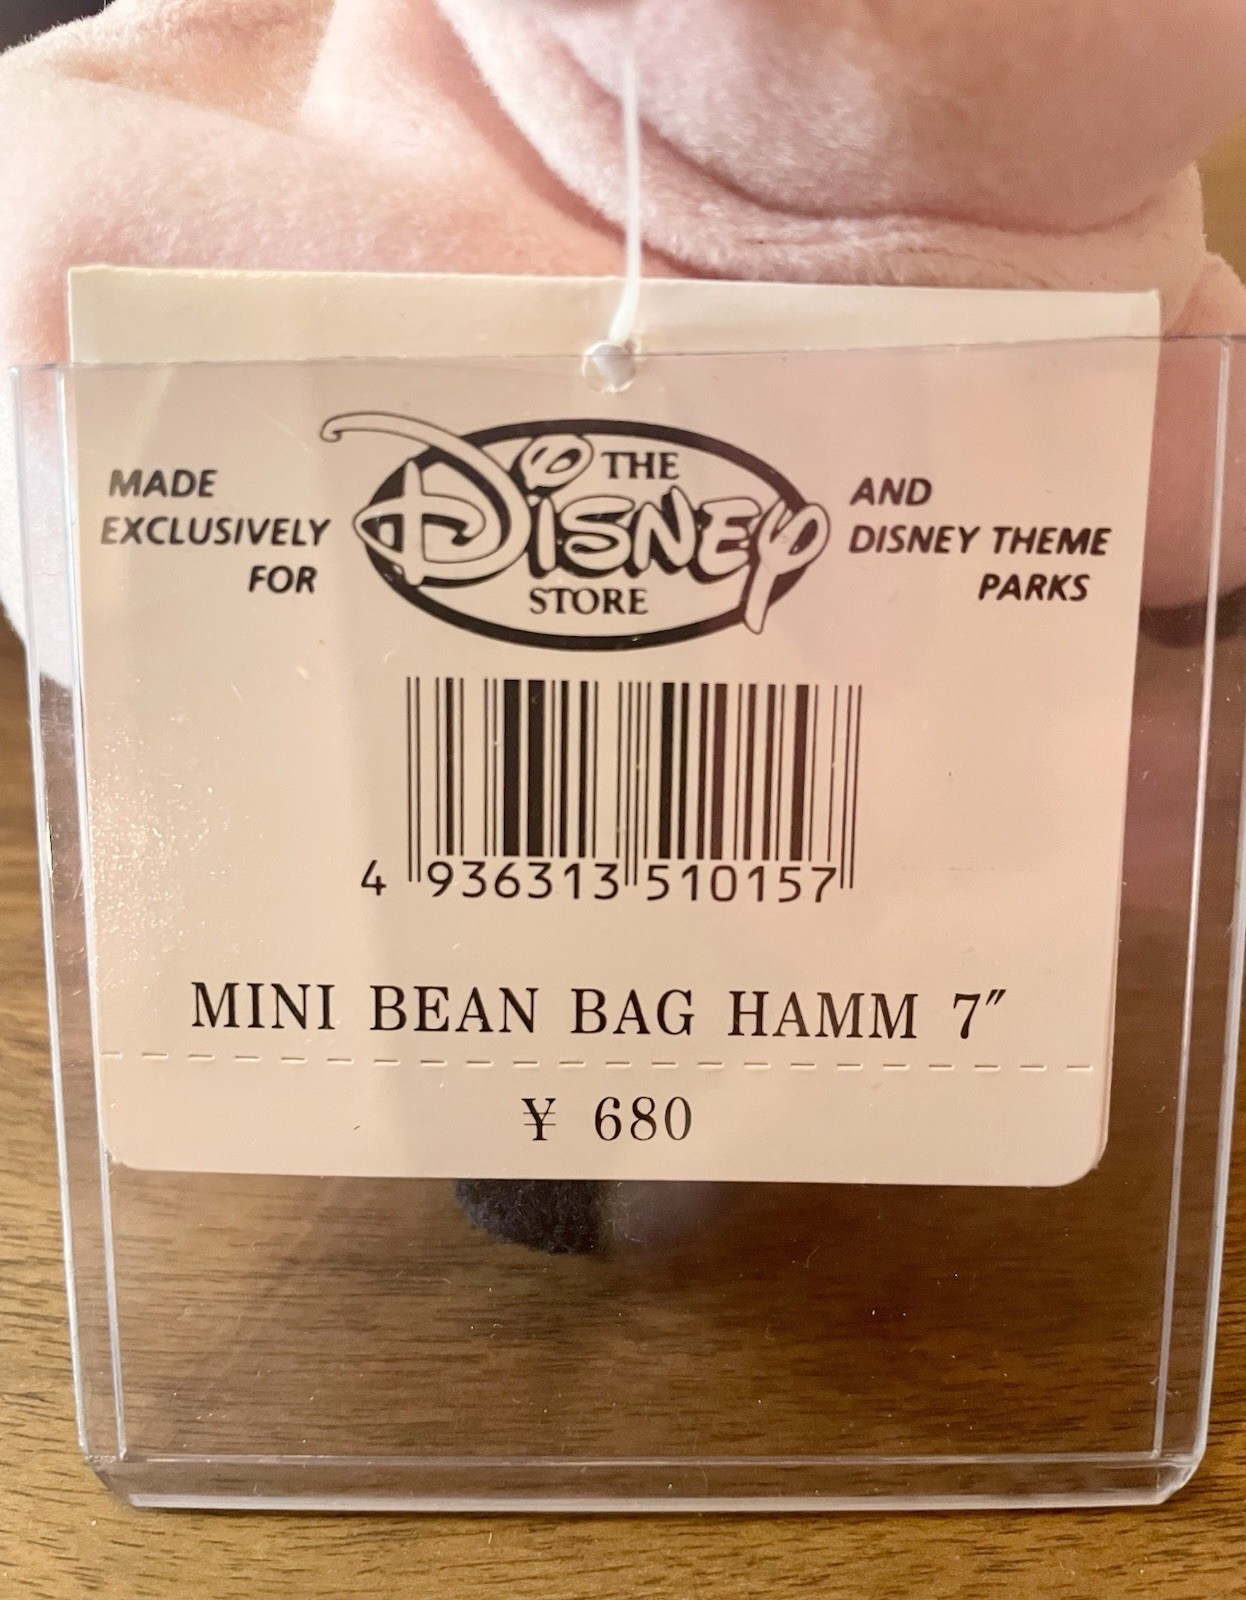 MADE
EXCLUSIVELY
FOR
THE
DISNEY
STORE
AND
DISNEY THEME
PARKS
4 936313 510157
MINI BEAN BAG HAMM 7″
¥ 680